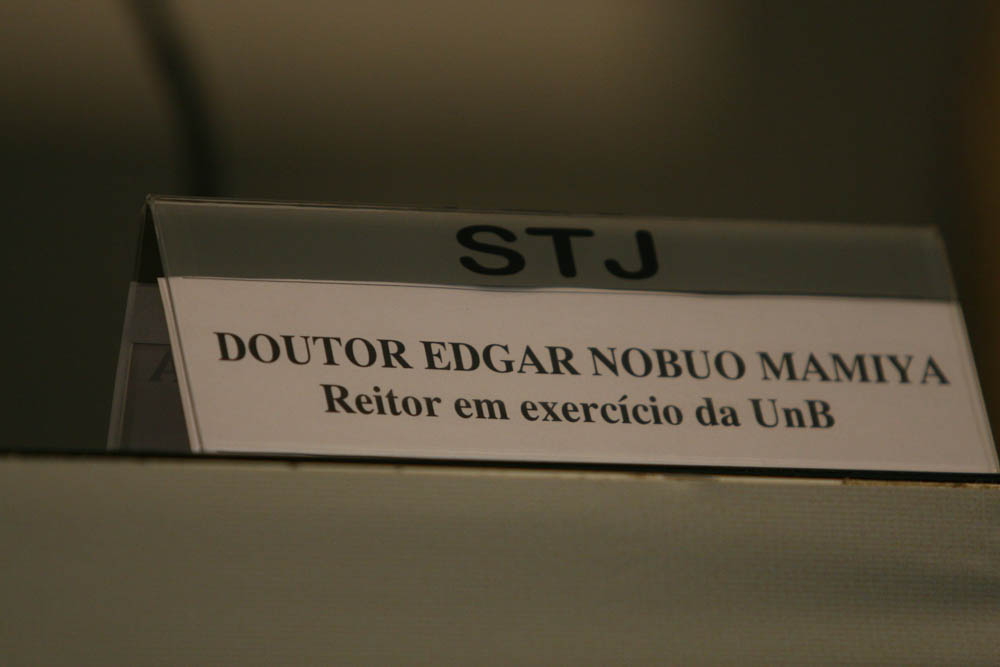 STJ
DOUTOR EDGAR NOBUO MAMIYA
Reitor em exercício da UnB